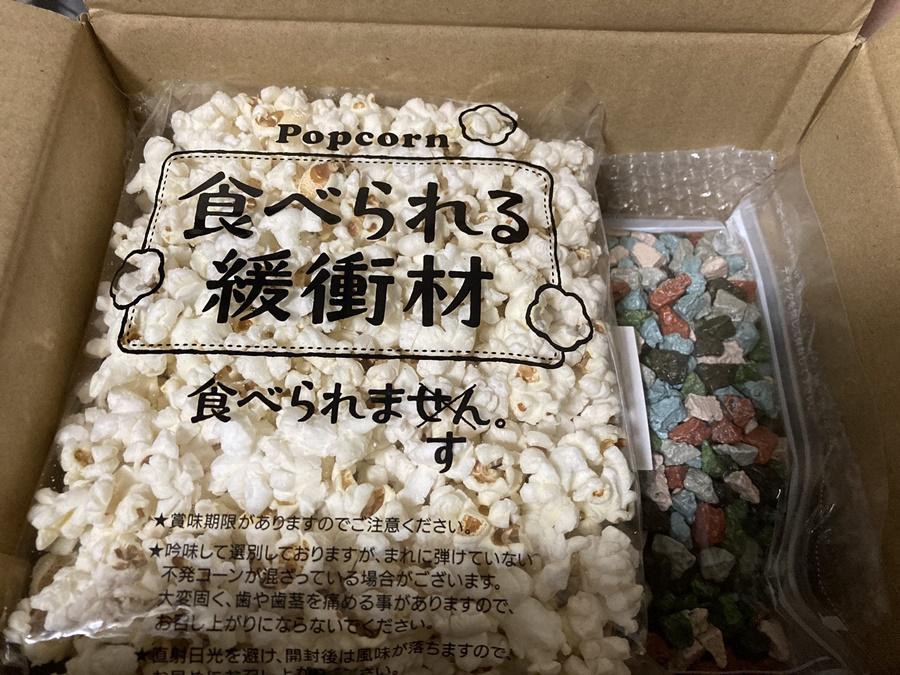 Popcorn
食べられる
緩衝材
食べられません。
す
★賞味期限がありますのでご注意ください。
★吟味して選別しておりますが、まれに弾けていない
不発コーンが混ざっている場合がございます。
大変固く、歯や歯茎を痛める事がありますので、
お召し上がりにならないでください。
★直射日光を避け、開封後は風味が落ちますので、